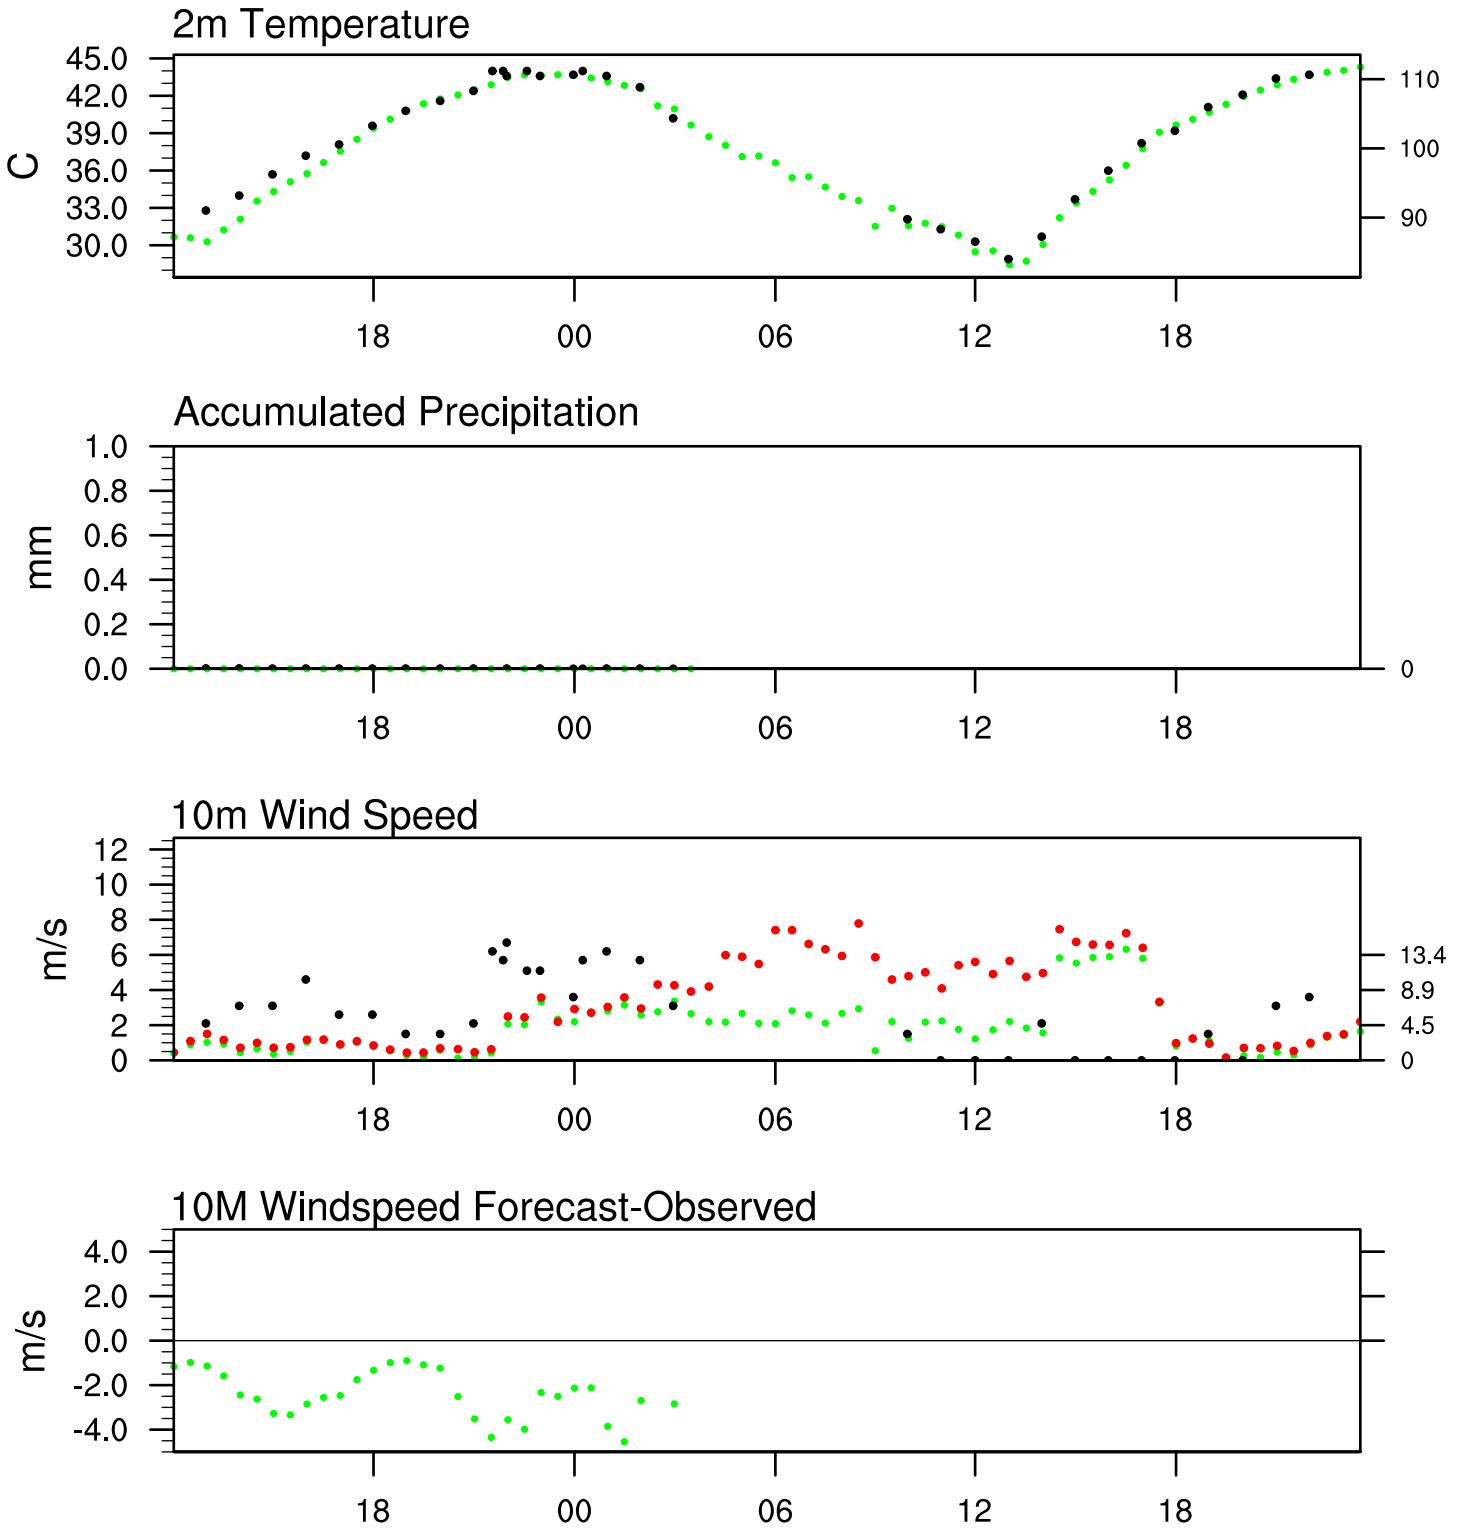 2m Temperature
45.0
42.0
39.0
36.0
33.0
30.0
C
110
100
90
18 00 06 12 18
Accumulated Precipitation
1.0
0.8
0.6
0.4
0.2
0.0
mm
0
18 00 06 12 18
10m Wind Speed
12
10
8
6
4
2
0
m/s
13.4
8.9
4.5
0
18 00 06 12 18
10M Windspeed Forecast-Observed
4.0
2.0
0.0
-2.0
-4.0
m/s
18 00 06 12 18